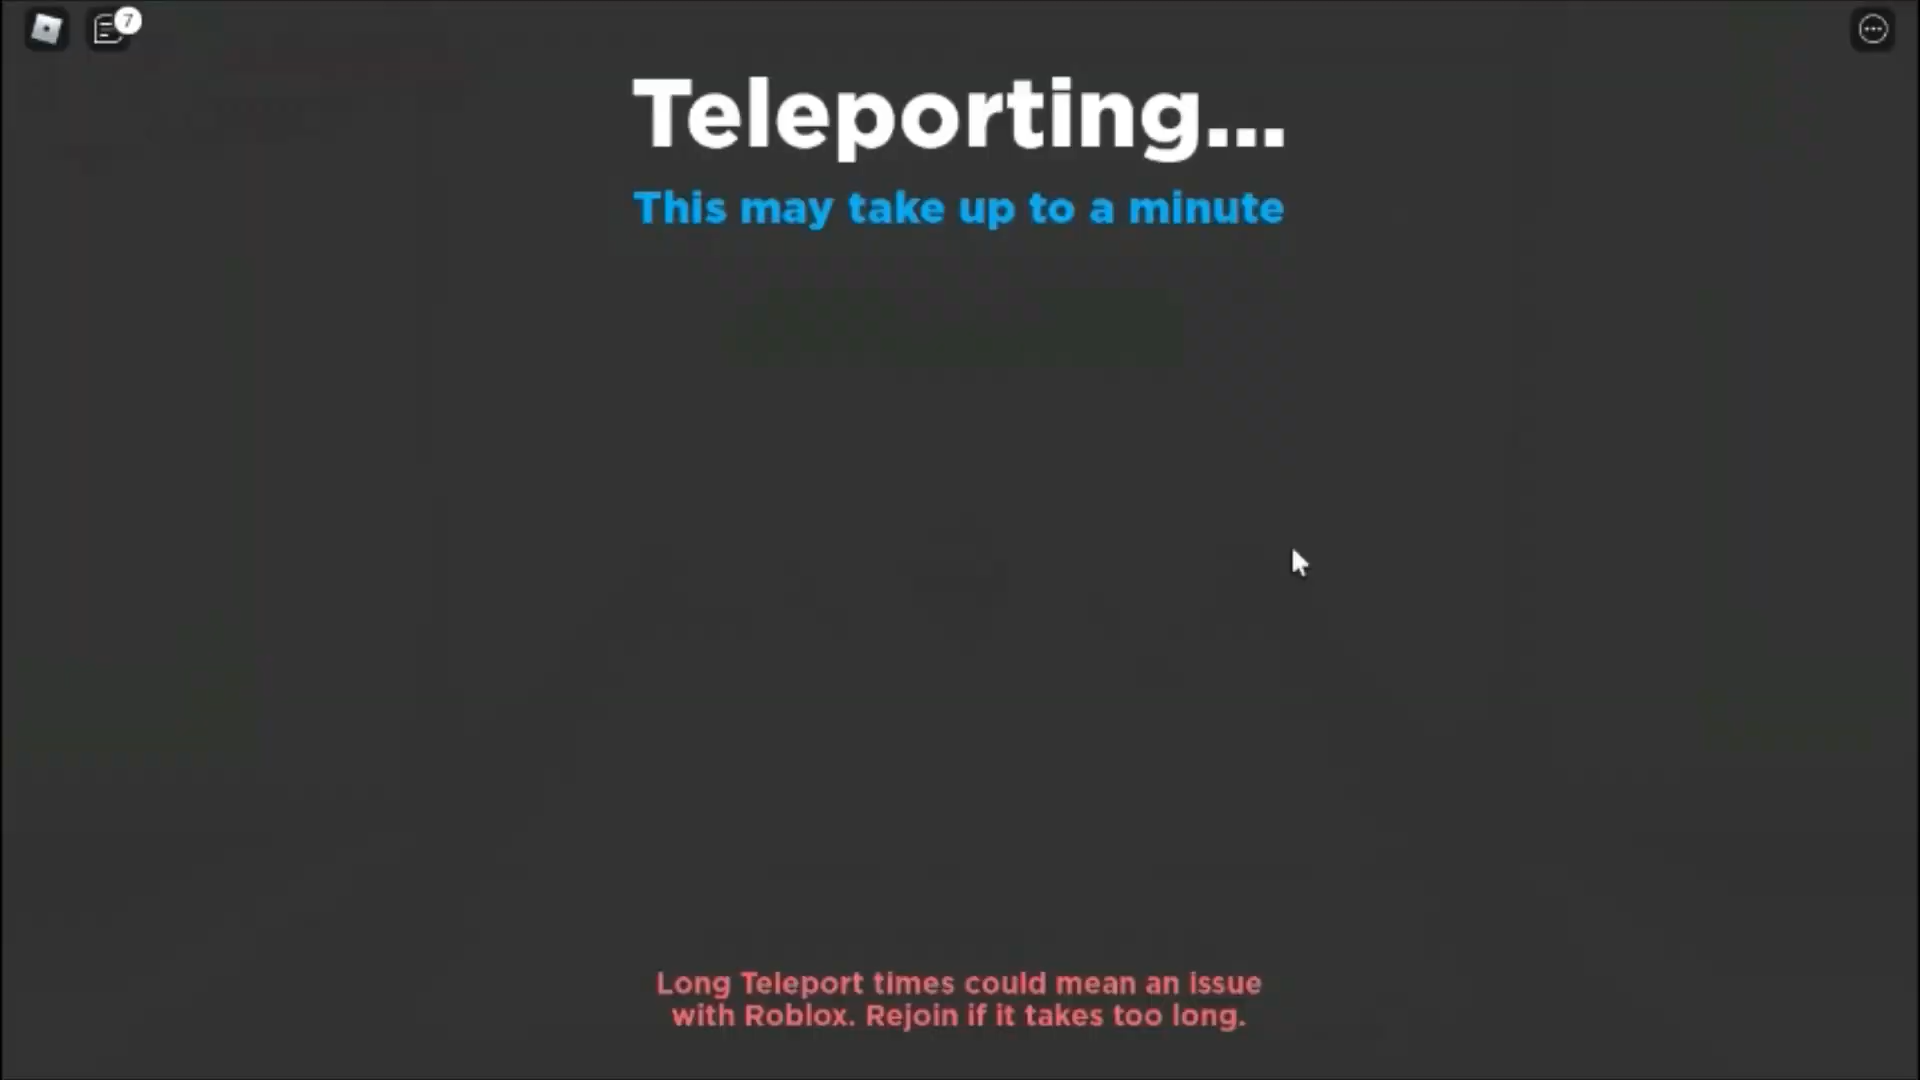 7
Teleporting...
This may take up to a minute
Long Teleport times could mean an issue
with Roblox. Rejoin if it takes too long.